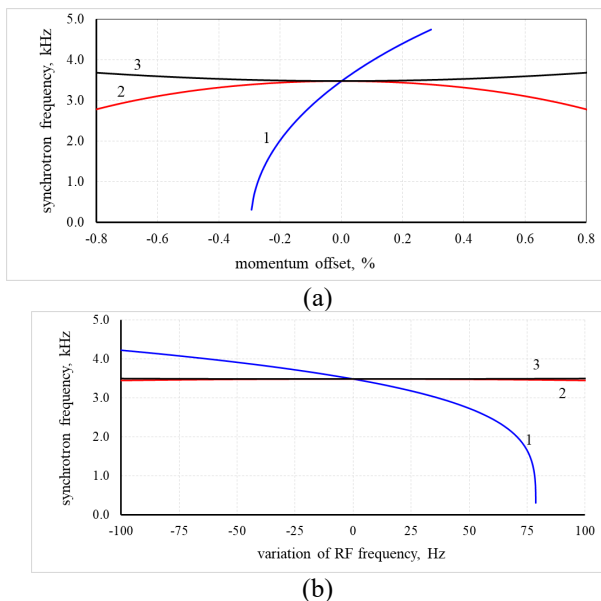 5.0
4.0
3.0
2.0
1.0
0.0
synchrotron frequency, kHz
3
2
1
-0.8 -0.6 -0.4 -0.2 0.0 0.2 0.4 0.6 0.8
momentum offset, %
(a)
5.0
4.0
3.0
2.0
1.0
0.0
synchrotron frequency, kHz
3
2
1
-100 -75 -50 -25 0 25 50 75 100
variation of RF frequency, Hz
(b)